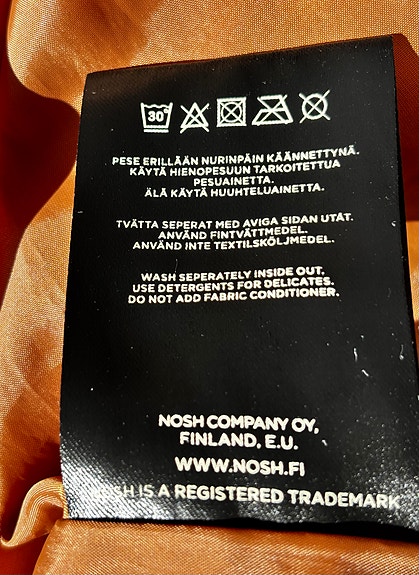 30°
PESE ERILLÄÄN NURINPÄIN KÄÄNNETTYNÄ.
KÄYTÄ HIENOPESUUN TARKOITETTUA
PESUAINETTA.
ÄLÄ KÄYTÄ HUUHTELUAINETTA.
TVÄTTA SEPERAT MED AVIGA SIDAN UTÅT.
ANVÄND FINTVÄTTMEDEL.
ANVÄND INTE TEXTILSKÖLJMEDEL.
WASH SEPERATELY INSIDE OUT.
USE DETERGENTS FOR DELICATES.
DO NOT ADD FABRIC CONDITIONER.
NOSH COMPANY OY,
FINLAND, E.U.
WWW.NOSH.FI
NOSH IS A REGISTERED TRADEMARK